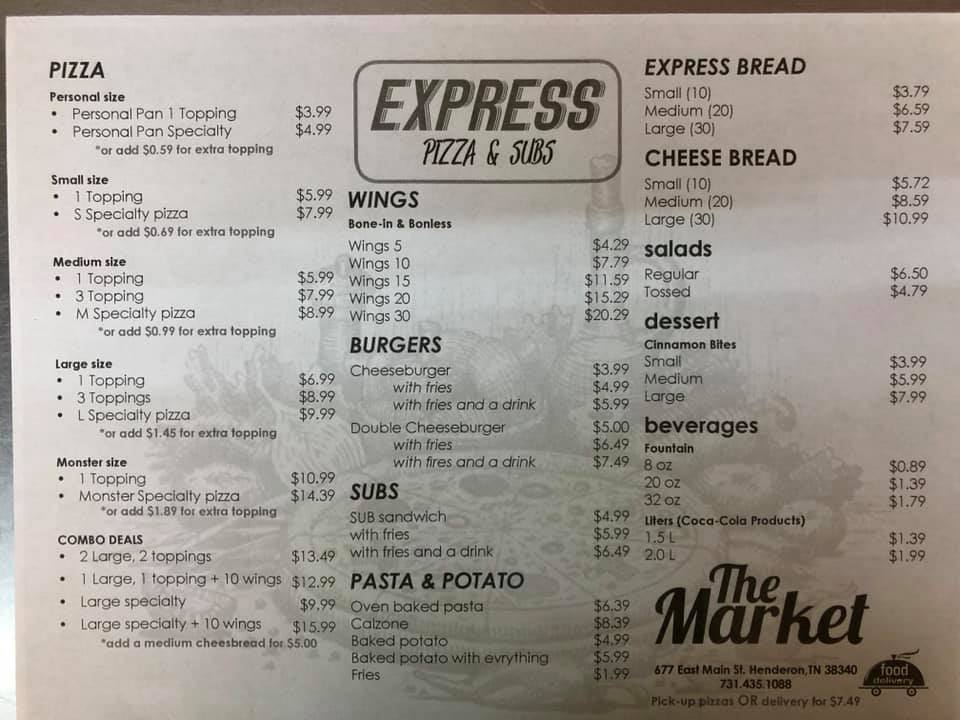 PIZZA
Personal size
• Personal Pan 1 Topping $3.99
• Personal Pan Specialty $4.99
*or add $0.59 for extra topping
Small size
• 1 Topping $5.99
• S Specialty pizza $7.99
*or add $0.69 for extra topping
Medium size
• 1 Topping $5.99
• 3 Topping $7.99
• M Specialty pizza $8.99
*or add $0.99 for extra topping
Large size
• 1 Topping $6.99
• 3 Toppings $8.99
• L Specialty pizza $9.99
*or add $1.45 for extra topping
Monster size
• 1 Topping $10.99
• Monster Specialty pizza $14.39
*or add $1.89 for extra topping
COMBO DEALS
• 2 Large, 2 toppings $13.49
• 1 Large, 1 topping + 10 wings $12.99
• Large specialty $9.99
• Large specialty + 10 wings $15.99
*add a medium cheesbread for $5.00
EXPRESS
PIZZA & SUBS
WINGS
Bone-in & Bonless
Wings 5 $4.29
Wings 10 $7.79
Wings 15 $11.59
Wings 20 $15.29
Wings 30 $20.29
BURGERS
Cheeseburger $3.99
with fries $4.99
with fries and a drink $5.99
Double Cheeseburger $5.00
with fries $6.49
with fires and a drink $7.49
SUBS
SUB sandwich $4.99
with fries $5.99
with fries and a drink $6.49
PASTA & POTATO
Oven baked pasta $6.39
Calzone $8.39
Baked potato $4.99
Baked potato with evrything $5.99
Fries $1.99
EXPRESS BREAD
Small (10) $3.79
Medium (20) $6.59
Large (30) $7.59
CHEESE BREAD
Small (10) $5.72
Medium (20) $8.59
Large (30) $10.99
salads
Regular $6.50
Tossed $4.79
dessert
Cinnamon Bites
Small $3.99
Medium $5.99
Large $7.99
beverages
Fountain
8 oz $0.89
20 oz $1.39
32 oz $1.79
Liters (Coca-Cola Products)
1.5 L $1.39
2.0 L $1.99
The
Market
677 East Main St. Henderon,TN 38340
731.435.1088
Pick-up pizzas OR delivery for $7.49
food
delivery